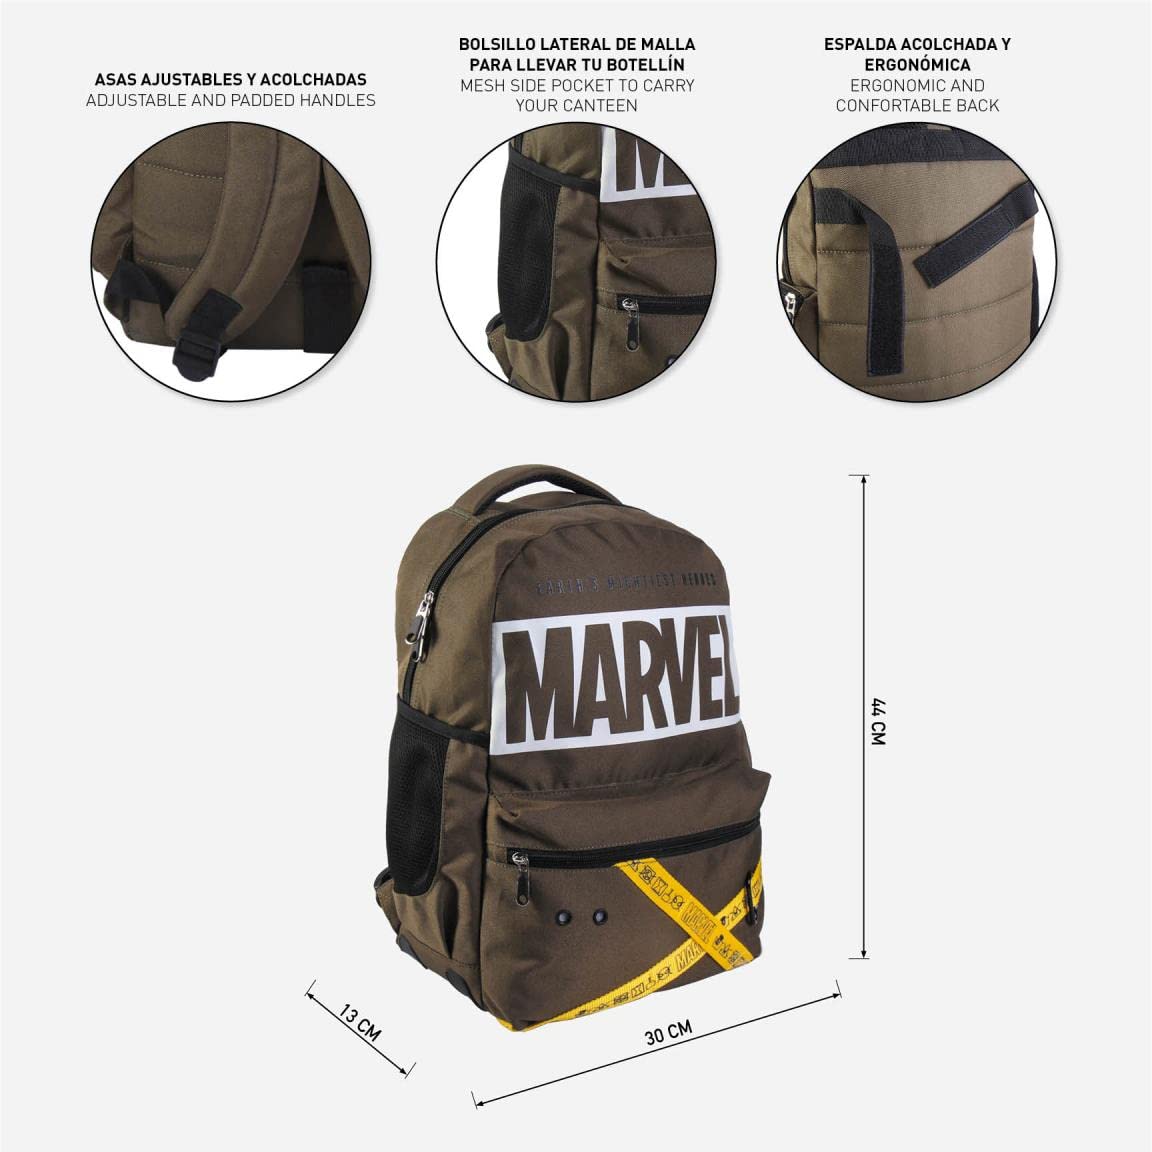 ASAS AJUSTABLES Y ACOLCHADAS
ADJUSTABLE AND PADDED HANDLES
BOLSILLO LATERAL DE MALLA
PARA LLEVAR TU BOTELLÍN
MESH SIDE POCKET TO CARRY
YOUR CANTEEN
ESPALDA ACOLCHADA Y
ERGONÓMICA
ERGONOMIC AND
CONFORTABLE BACK
EARTH'S MIGHTIEST HEROES
MARVEL
MARVEL
MAR
44 CM
13 CM
30 CM